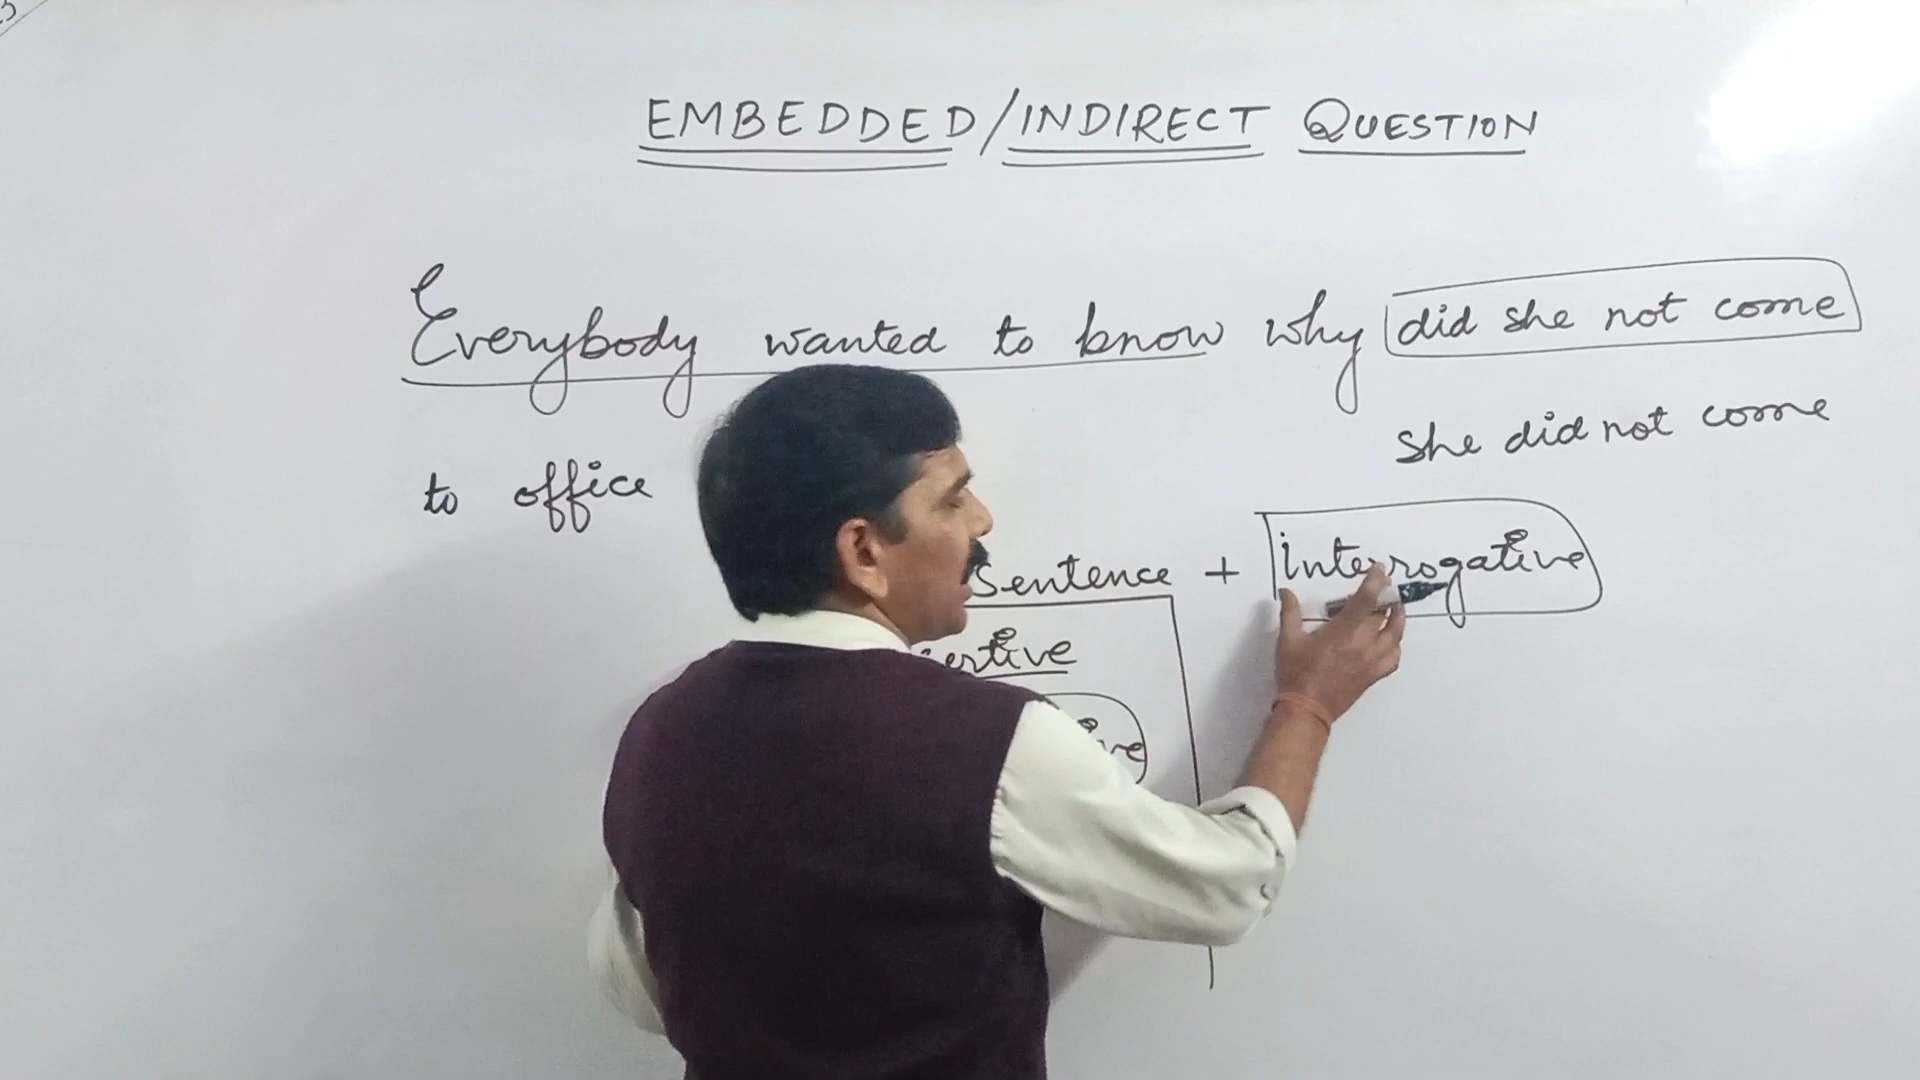 EMBEDDED/INDIRECT QUESTION
Everybody wanted to know why did she not come
she did not come
to office
Sentence + interrogative